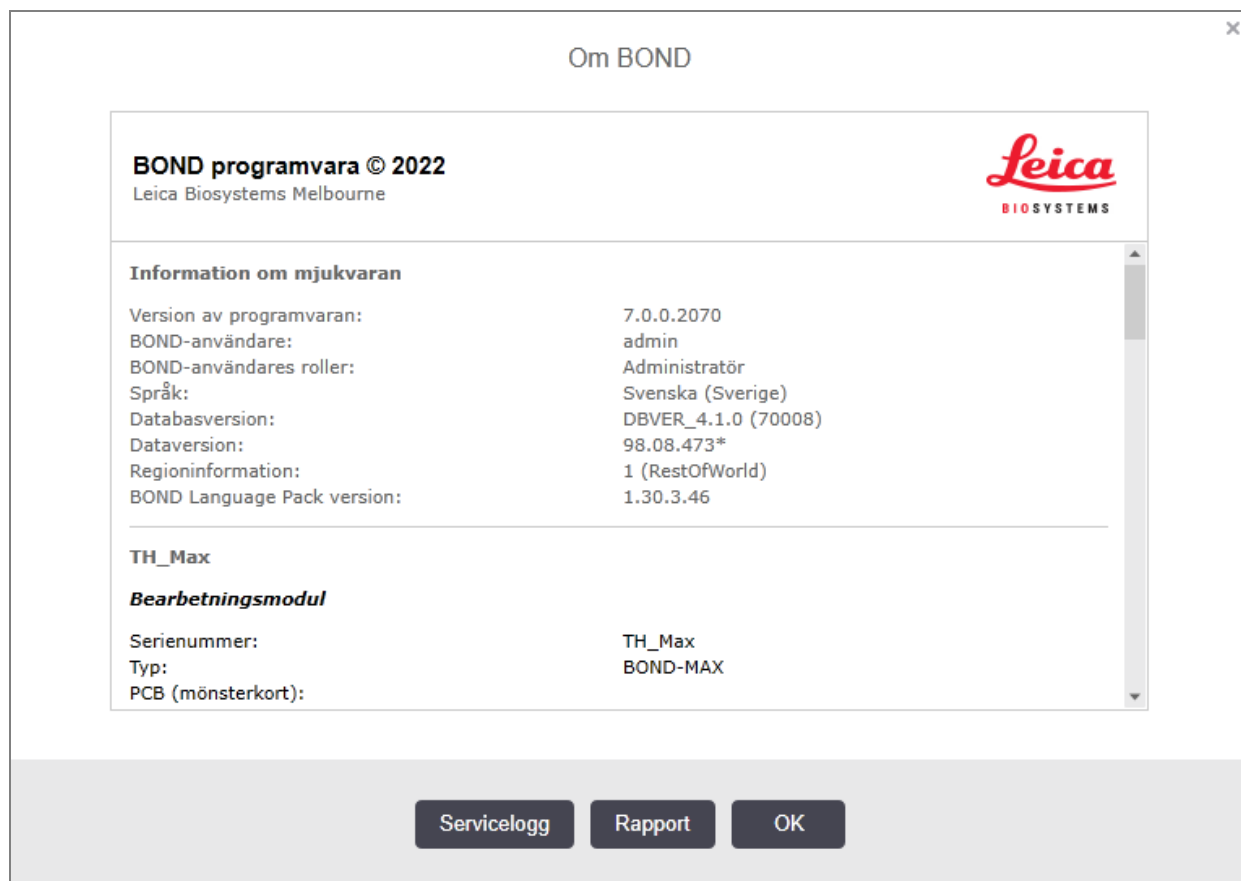 Om BOND
BOND programvara © 2022
Leica Biosystems Melbourne
Leica
BIOSYSTEMS
Information om mjukvaran
Version av programvaran: 7.0.0.2070
BOND-användare: admin
BOND-användares roller: Administratör
Språk: Svenska (Sverige)
Databasversion: DBVER_4.1.0 (70008)
Dataversion: 98.08.473*
Regioninformation: 1 (RestOfWorld)
BOND Language Pack version: 1.30.3.46
TH_Max
Bearbetningsmodul
Serienummer: TH_Max
Typ: BOND-MAX
PCB (mönsterkort):
Servicelogg Rapport OK